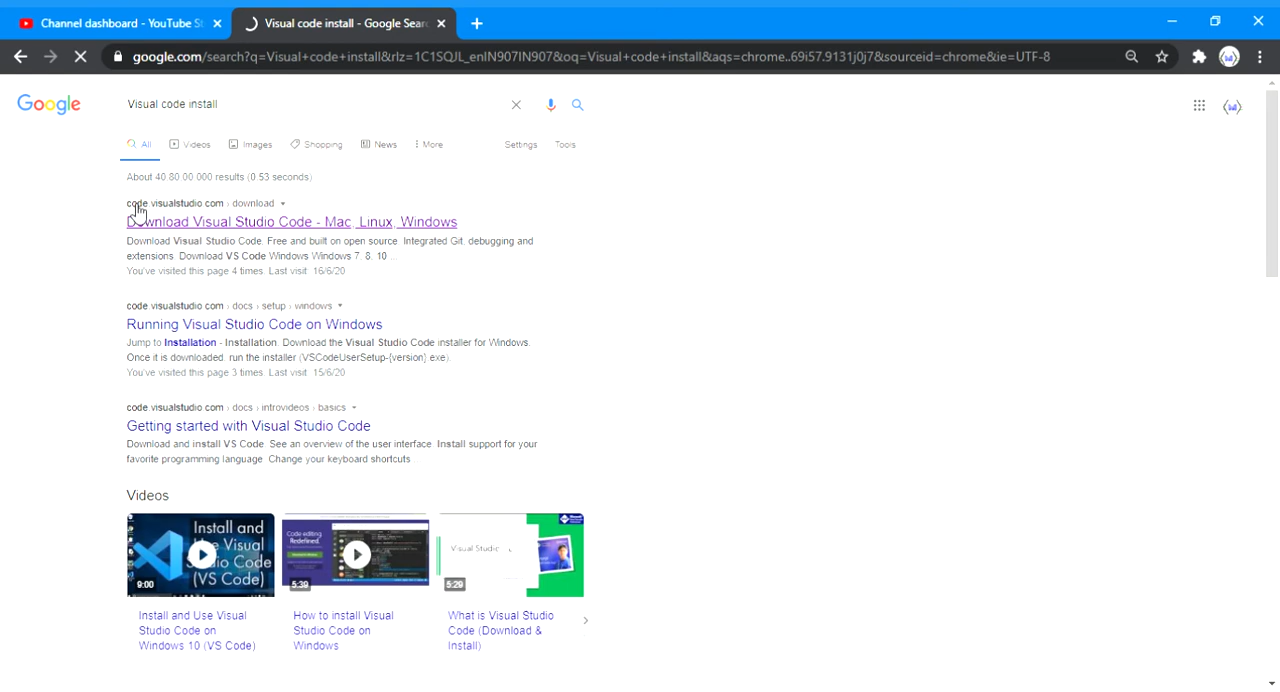 Channel dashboard - YouTube St
Visual code install - Google Sear
google.com/search?q=Visual+code+install&rlz=1C1SQJL_enIN907IN907&oq=Visual+code+install&aqs=chrome..69i57.9131j0j7&sourceid=chrome&ie=UTF-8
Google
Visual code install
All Videos Images Shopping News More Settings Tools
About 40 80 00 000 results (0 53 seconds)
code.visualstudio com › download
Download Visual Studio Code - Mac, Linux, Windows
Download Visual Studio Code. Free and built on open source. Integrated Git, debugging and
extensions. Download VS Code Windows Windows 7, 8, 10 ...
You've visited this page 4 times. Last visit: 16/6/20
code visualstudio com › docs › setup › windows
Running Visual Studio Code on Windows
Jump to Installation - Installation. Download the Visual Studio Code installer for Windows.
Once it is downloaded, run the installer (VSCodeUserSetup-{version} exe).
You've visited this page 3 times. Last visit: 15/6/20
code visualstudio com › docs › introvideos › basics
Getting started with Visual Studio Code
Download and install VS Code. See an overview of the user interface. Install support for your
favorite programming language. Change your keyboard shortcuts
Videos
Install and
Use Visual
Studio Code
(VS Code)
9:00
Code editing
Redefined.
5:39
Visual Studio
5:29
Install and Use Visual
Studio Code on
Windows 10 (VS Code)
How to install Visual
Studio Code on
Windows
What is Visual Studio
Code (Download &
Install)